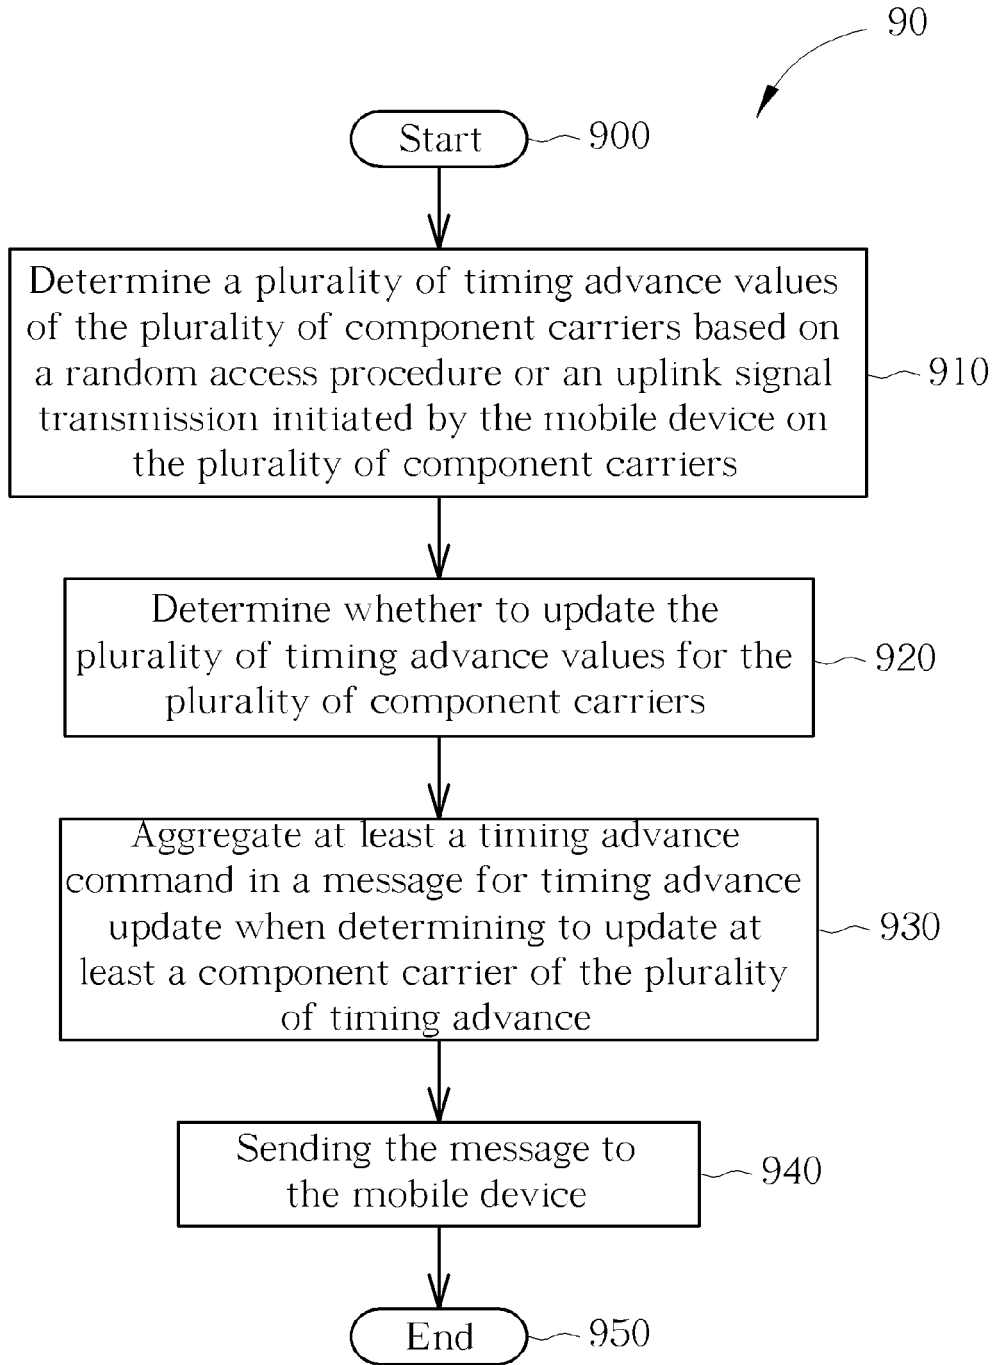 90
Start
900
Determine a plurality of timing advance values
of the plurality of component carriers based on
a random access procedure or an uplink signal
transmission initiated by the mobile device on
the plurality of component carriers
910
Determine whether to update the
plurality of timing advance values for the
plurality of component carriers
920
Aggregate at least a timing advance
command in a message for timing advance
update when determining to update at
least a component carrier of the plurality
of timing advance
930
Sending the message to
the mobile device
940
End
950